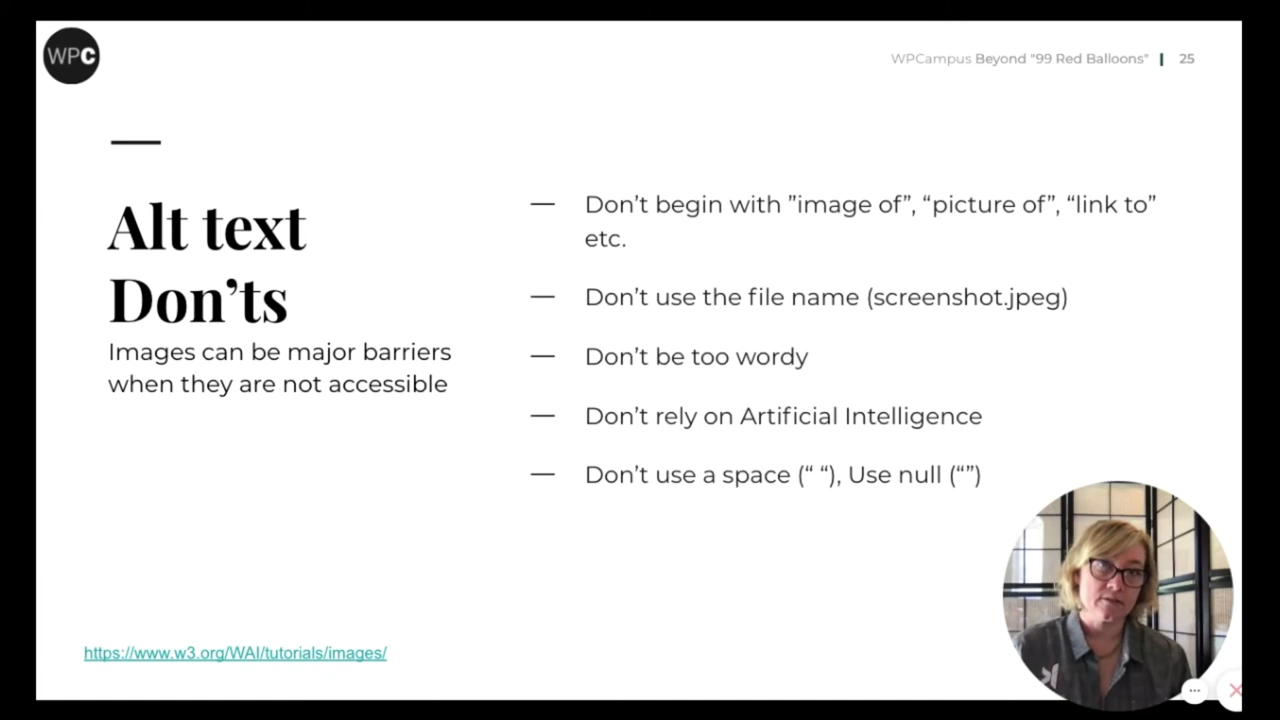 WPC
WPCampus Beyond "99 Red Balloons" | 25
Alt text
Don’ts
Images can be major barriers
when they are not accessible
— Don’t begin with ”image of”, “picture of”, “link to”
etc.
— Don’t use the file name (screenshot.jpeg)
— Don’t be too wordy
— Don’t rely on Artificial Intelligence
— Don’t use a space (“ “), Use null (“”)
https://www.w3.org/WAI/tutorials/images/